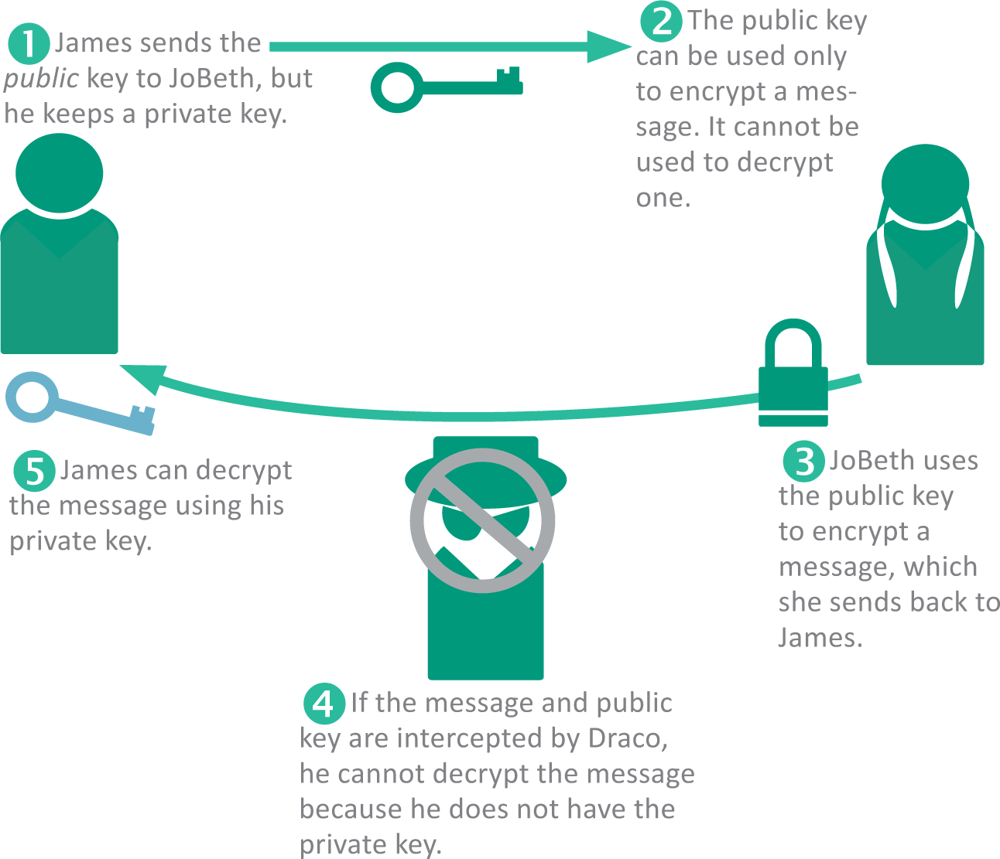 1 James sends the
public key to JoBeth, but
he keeps a private key.
2 The public key
can be used only
to encrypt a mes-
sage. It cannot be
used to decrypt
one.
3 JoBeth uses
the public key
to encrypt a
message, which
she sends back to
James.
4 If the message and public
key are intercepted by Draco,
he cannot decrypt the message
because he does not have the
private key.
5 James can decrypt
the message using his
private key.